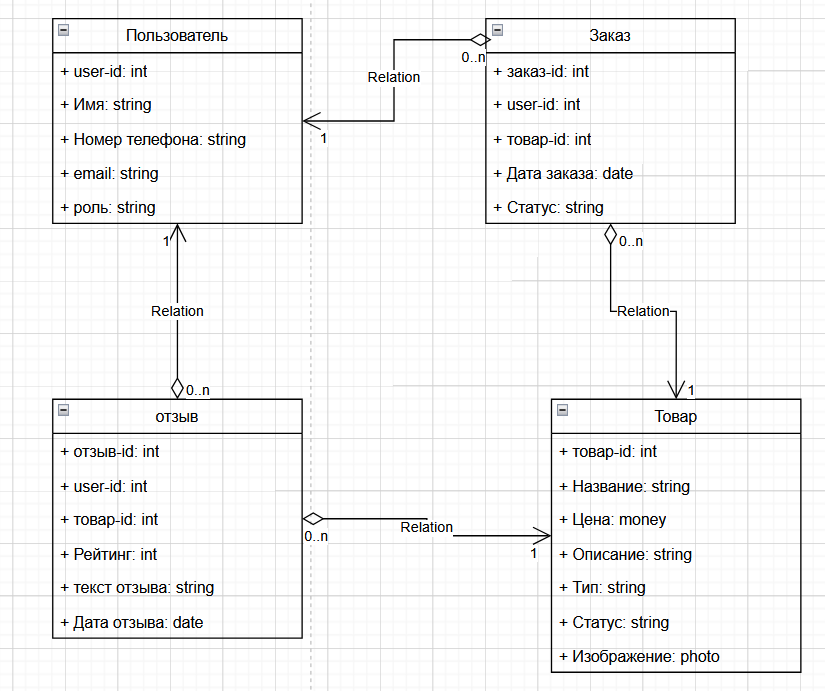 Пользователь
+ user-id: int
+ Имя: string
+ Номер телефона: string
+ email: string
+ роль: string
Relation
0..n
1
Заказ
+ заказ-id: int
+ user-id: int
+ товар-id: int
+ Дата заказа: date
+ Статус: string
1
Relation
0..n
0..n
Relation
1
отзыв
+ отзыв-id: int
+ user-id: int
+ товар-id: int
+ Рейтинг: int
+ текст отзыва: string
+ Дата отзыва: date
0..n
Relation
1
Товар
+ товар-id: int
+ Название: string
+ Цена: money
+ Описание: string
+ Тип: string
+ Статус: string
+ Изображение: photo